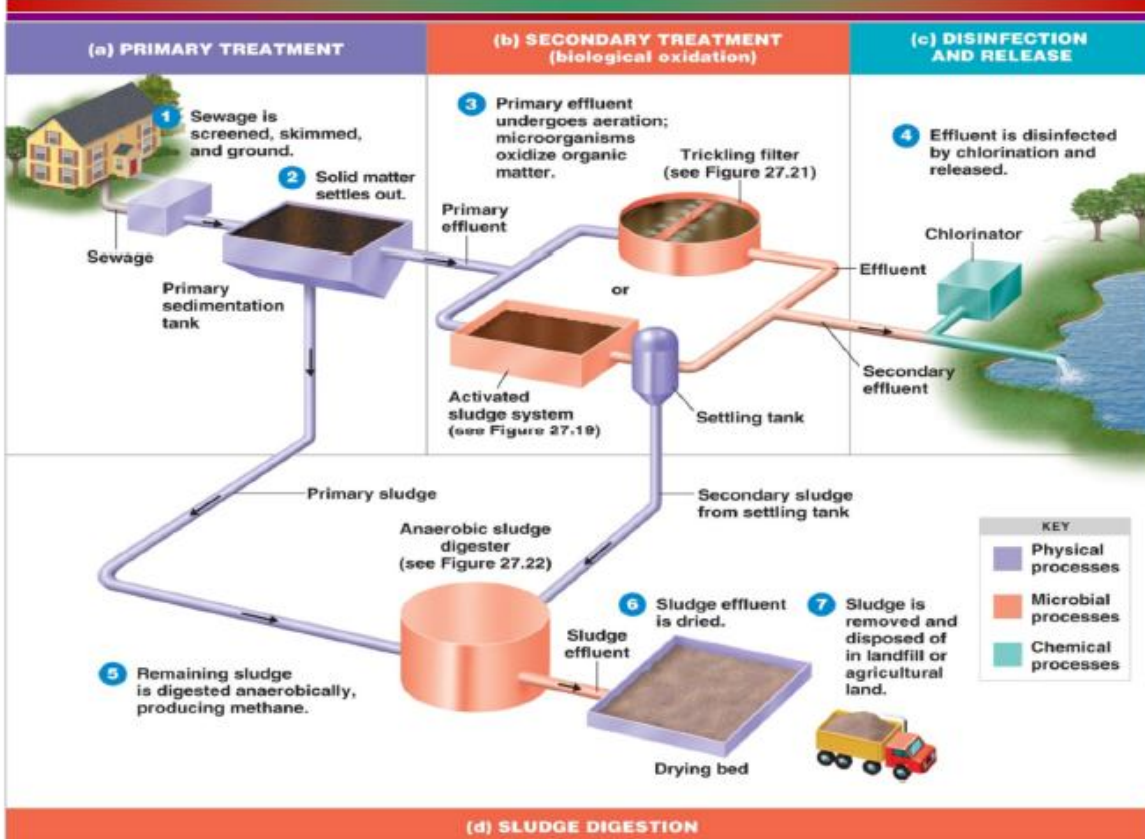 (a) PRIMARY TREATMENT
(b) SECONDARY TREATMENT
(biological oxidation)
(c) DISINFECTION
AND RELEASE
1 Sewage is
screened, skimmed,
and ground.
2 Solid matter
settles out.
Sewage
Primary
sedimentation
tank
3 Primary effluent
undergoes aeration;
microorganisms
oxidize organic
matter.
Trickling filter
(see Figure 27.21)
Primary
effluent
or
Effluent
Activated
sludge system
(see Figure 27.19)
Settling tank
Secondary
effluent
4 Effluent is disinfected
by chlorination and
released.
Chlorinator
Primary sludge
Secondary sludge
from settling tank
Anaerobic sludge
digester
(see Figure 27.22)
5 Remaining sludge
is digested anaerobically,
producing methane.
Sludge
effluent
6 Sludge effluent
is dried.
Drying bed
7 Sludge is
removed and
disposed of
in landfill or
agricultural
land.
KEY
Physical
processes
Microbial
processes
Chemical
processes
(d) SLUDGE DIGESTION